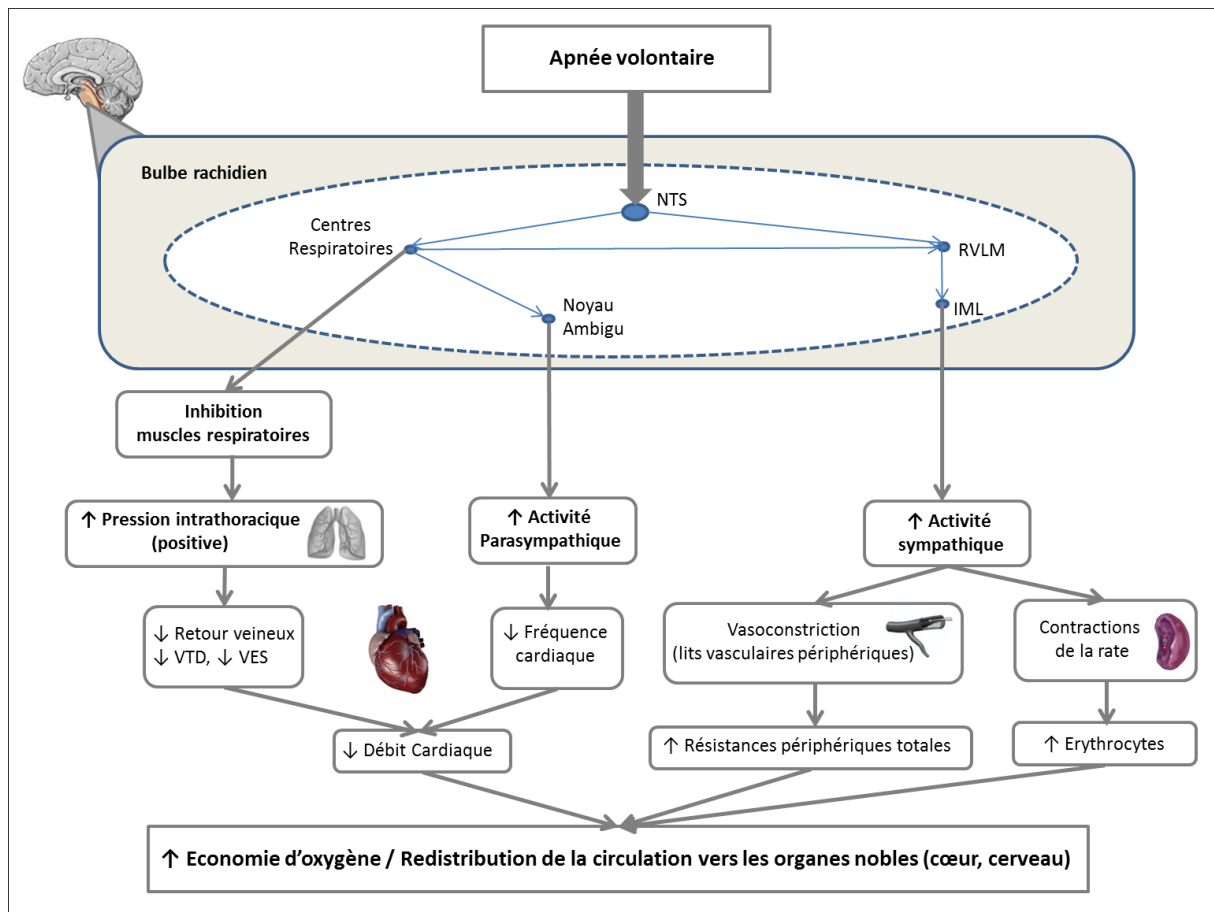 Apnée volontaire
Bulbe rachidien
NTS
Centres
Respiratoires
RVLM
Noyau
Ambigu
IML
Inhibition
muscles respiratoires
↑ Pression intrathoracique
(positive)
↑ Activité
Parasympathique
↑ Activité
sympathique
↓ Retour veineux
↓ VTD, ↓ VES
↓ Fréquence
cardiaque
Vasoconstriction
(lits vasculaires périphériques)
Contractions
de la rate
↓ Débit Cardiaque
↑ Résistances périphériques totales
↑ Erythrocytes
↑ Economie d’oxygène / Redistribution de la circulation vers les organes nobles (cœur, cerveau)